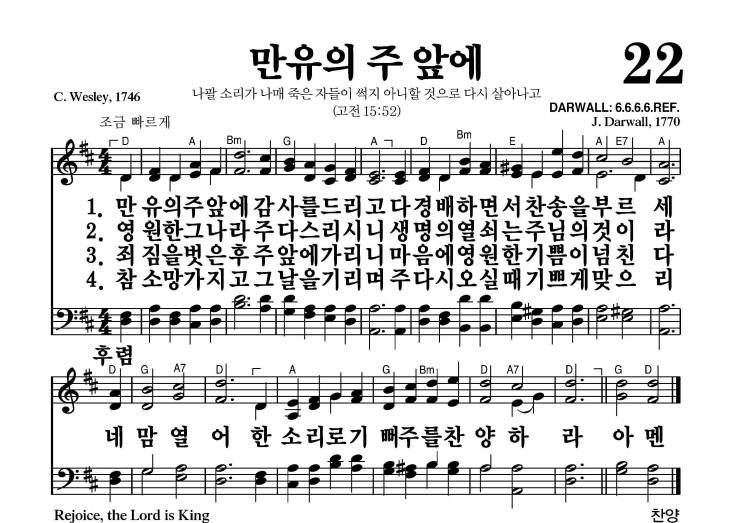 만유의 주 앞에
22
C. Wesley, 1746
나팔 소리가 나매 죽은 자들이 썩지 아니할 것으로 다시 살아나고
(고전 15:52)
DARWALL: 6.6.6.6.REF.
J. Darwall, 1770
조금 빠르게
D A Bm G A D Bm E A E7 A
1. 만유의주앞에감사를드리고다경배하면서찬송을부르 세
2. 영원한그나라주다스리시니생명의열쇠는주님의것이 라
3. 죄짐을벗은후주앞에가리니마음에영원한기쁨이넘친 다
4. 참소망가지고그날을기리며주다시오실때기쁘게맞으 리
후렴
D G A7 D A G Bm D A7 D G D
네 맘 열 어 한소리로기뻐주를찬 양 하 라 아멘
Rejoice, the Lord is King
찬양